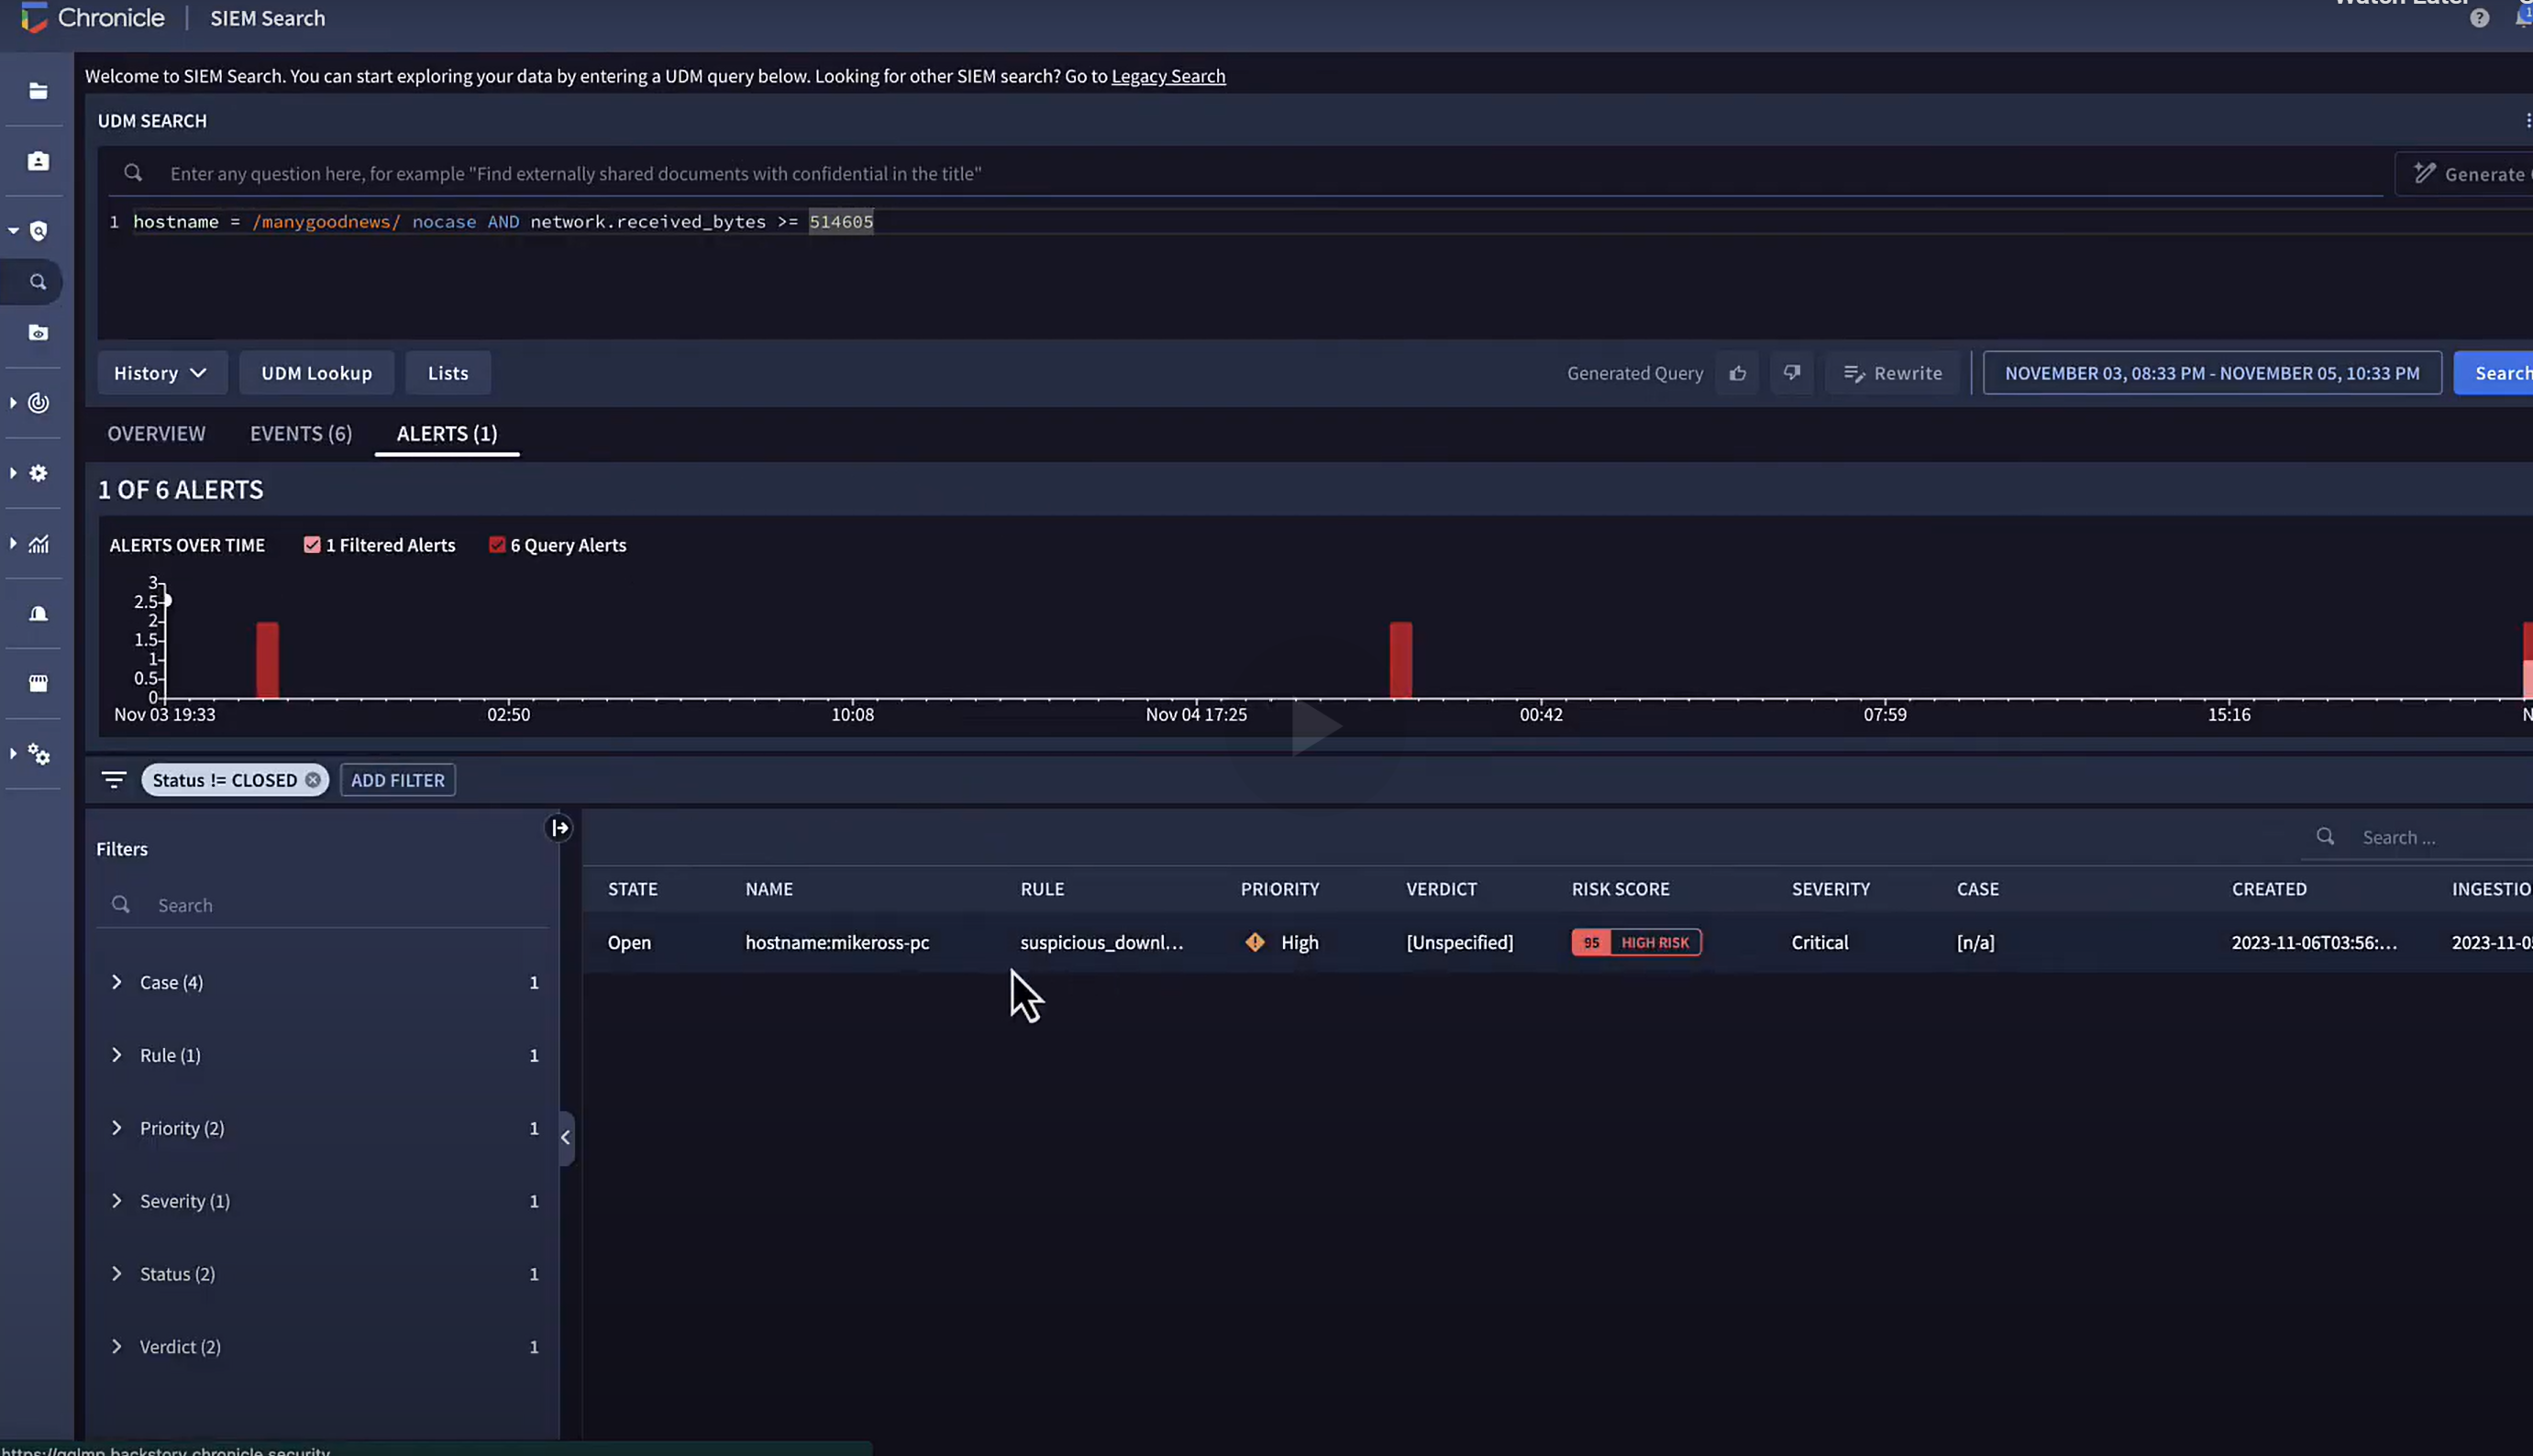 Chronicle | SIEM Search
Welcome to SIEM Search. You can start exploring your data by entering a UDM query below. Looking for other SIEM search? Go to Legacy Search
UDM SEARCH
Enter any question here, for example "Find externally shared documents with confidential in the title"
Generate
1 hostname = /manygoodnews/ nocase AND network.received_bytes >= 514605
History UDM Lookup Lists Generated Query Rewrite NOVEMBER 03, 08:33 PM - NOVEMBER 05, 10:33 PM Search
OVERVIEW EVENTS (6) ALERTS (1)
1 OF 6 ALERTS
ALERTS OVER TIME 1 Filtered Alerts 6 Query Alerts
3
2.5
2
1.5
1
0.5
0
Nov 03 19:33 02:50 10:08 Nov 04 17:25 00:42 07:59 15:16 N
Status != CLOSED ADD FILTER
Filters
Search ...
Search
STATE NAME RULE PRIORITY VERDICT RISK SCORE SEVERITY CASE CREATED INGESTIO
Open hostname:mikeross-pc suspicious_downl... High [Unspecified] 95 HIGH RISK Critical [n/a] 2023-11-06T03:56:... 2023-11-0
Case (4) 1
Rule (1) 1
Priority (2) 1
Severity (1) 1
Status (2) 1
Verdict (2) 1